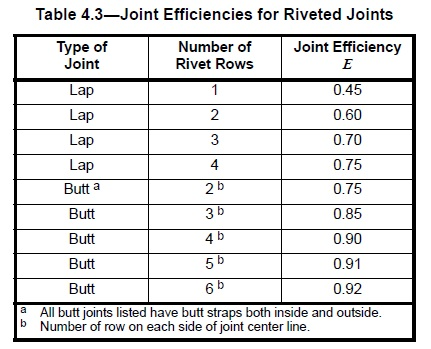 Table 4.3—Joint Efficiencies for Riveted Joints
Type of Joint Number of Rivet Rows Joint Efficiency E
Lap 1 0.45
Lap 2 0.60
Lap 3 0.70
Lap 4 0.75
Butt a 2 b 0.75
Butt 3 b 0.85
Butt 4 b 0.90
Butt 5 b 0.91
Butt 6 b 0.92
a All butt joints listed have butt straps both inside and outside.
b Number of row on each side of joint center line.